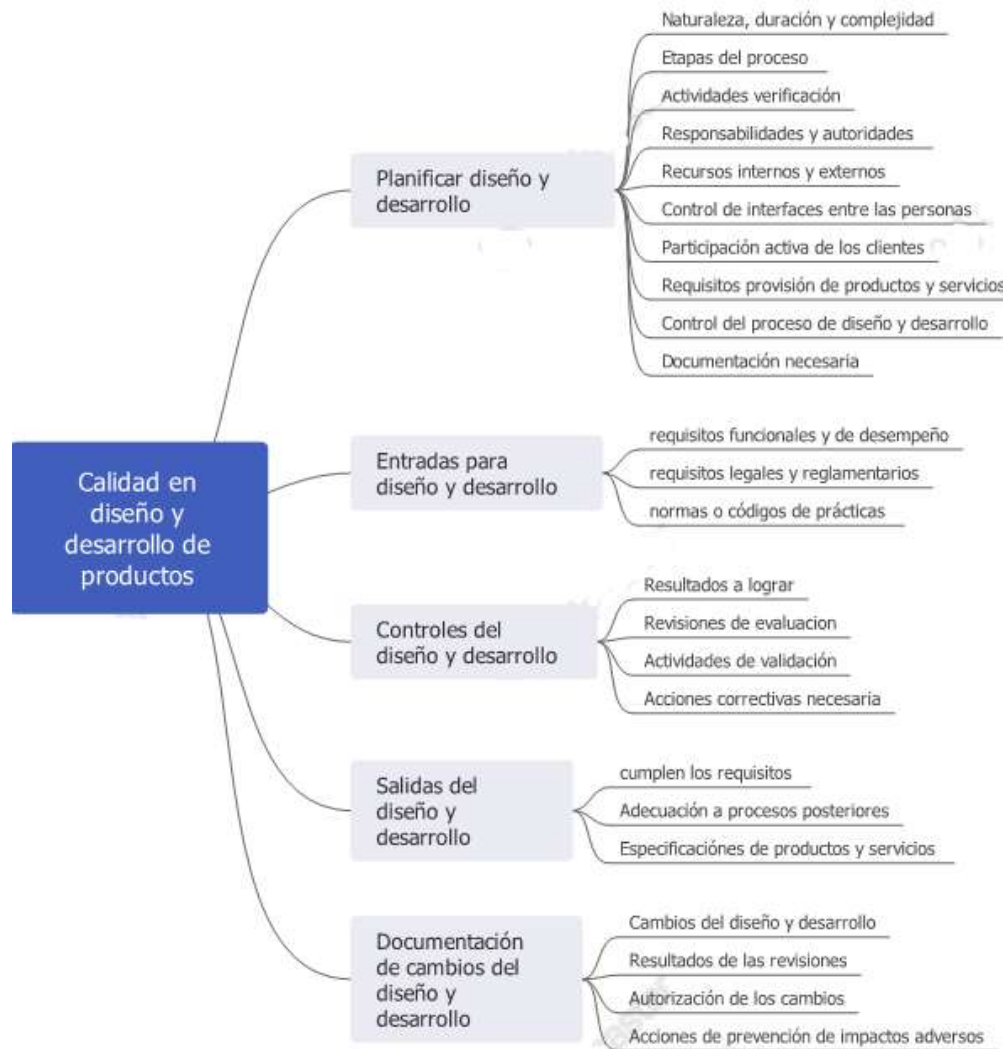 Calidad en
diseño y
desarrollo de
productos
Planificar diseño y
desarrollo
Naturaleza, duración y complejidad
Etapas del proceso
Actividades verificación
Responsabilidades y autoridades
Recursos internos y externos
Control de interfaces entre las personas
Participación activa de los clientes
Requisitos provisión de productos y servicios
Control del proceso de diseño y desarrollo
Documentación necesaria
Entradas para
diseño y desarrollo
requisitos funcionales y de desempeño
requisitos legales y reglamentarios
normas o códigos de prácticas
Controles del
diseño y desarrollo
Resultados a lograr
Revisiones de evaluacion
Actividades de validación
Acciones correctivas necesaria
Salidas del
diseño y
desarrollo
cumplen los requisitos
Adecuación a procesos posteriores
Especificaciónes de productos y servicios
Documentación
de cambios del
diseño y
desarrollo
Cambios del diseño y desarrollo
Resultados de las revisiones
Autorización de los cambios
Acciones de prevención de impactos adversos